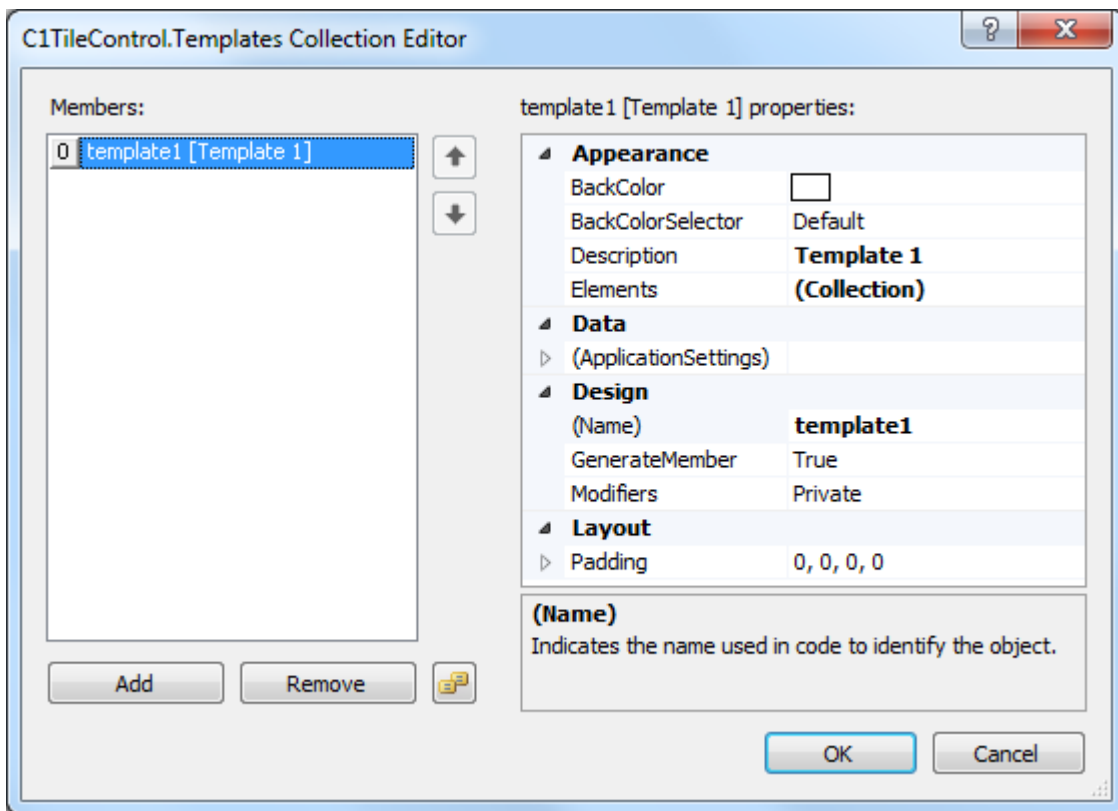 C1TileControl.Templates Collection Editor
Members:
0 template1 [Template 1]
Add Remove
template1 [Template 1] properties:
Appearance
BackColor
BackColorSelector Default
Description Template 1
Elements (Collection)
Data
(ApplicationSettings)
Design
(Name) template1
GenerateMember True
Modifiers Private
Layout
Padding 0, 0, 0, 0
(Name)
Indicates the name used in code to identify the object.
OK Cancel